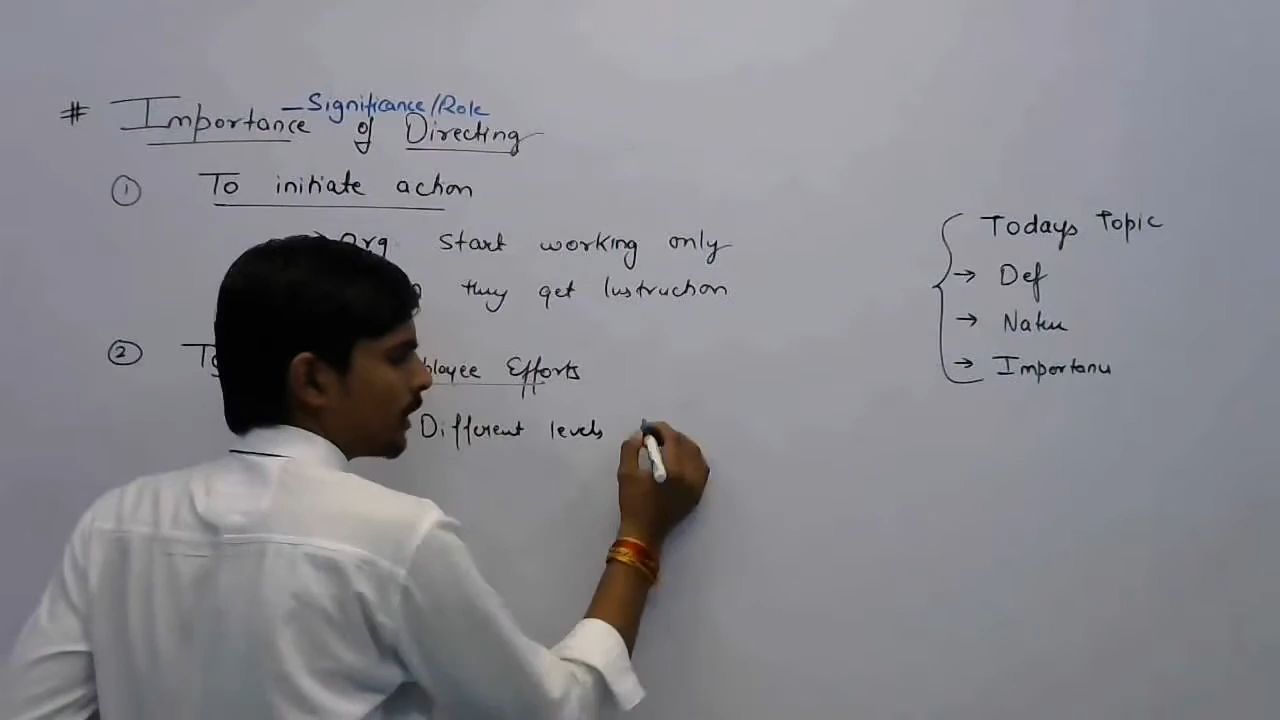 # Importance of Directing
– Significance/Role
① To initiate action
Org. Start working only
they get Instruction
② To Employee Efforts
Different levels
Todays Topic
→ Def
→ Natu
→ Importanu